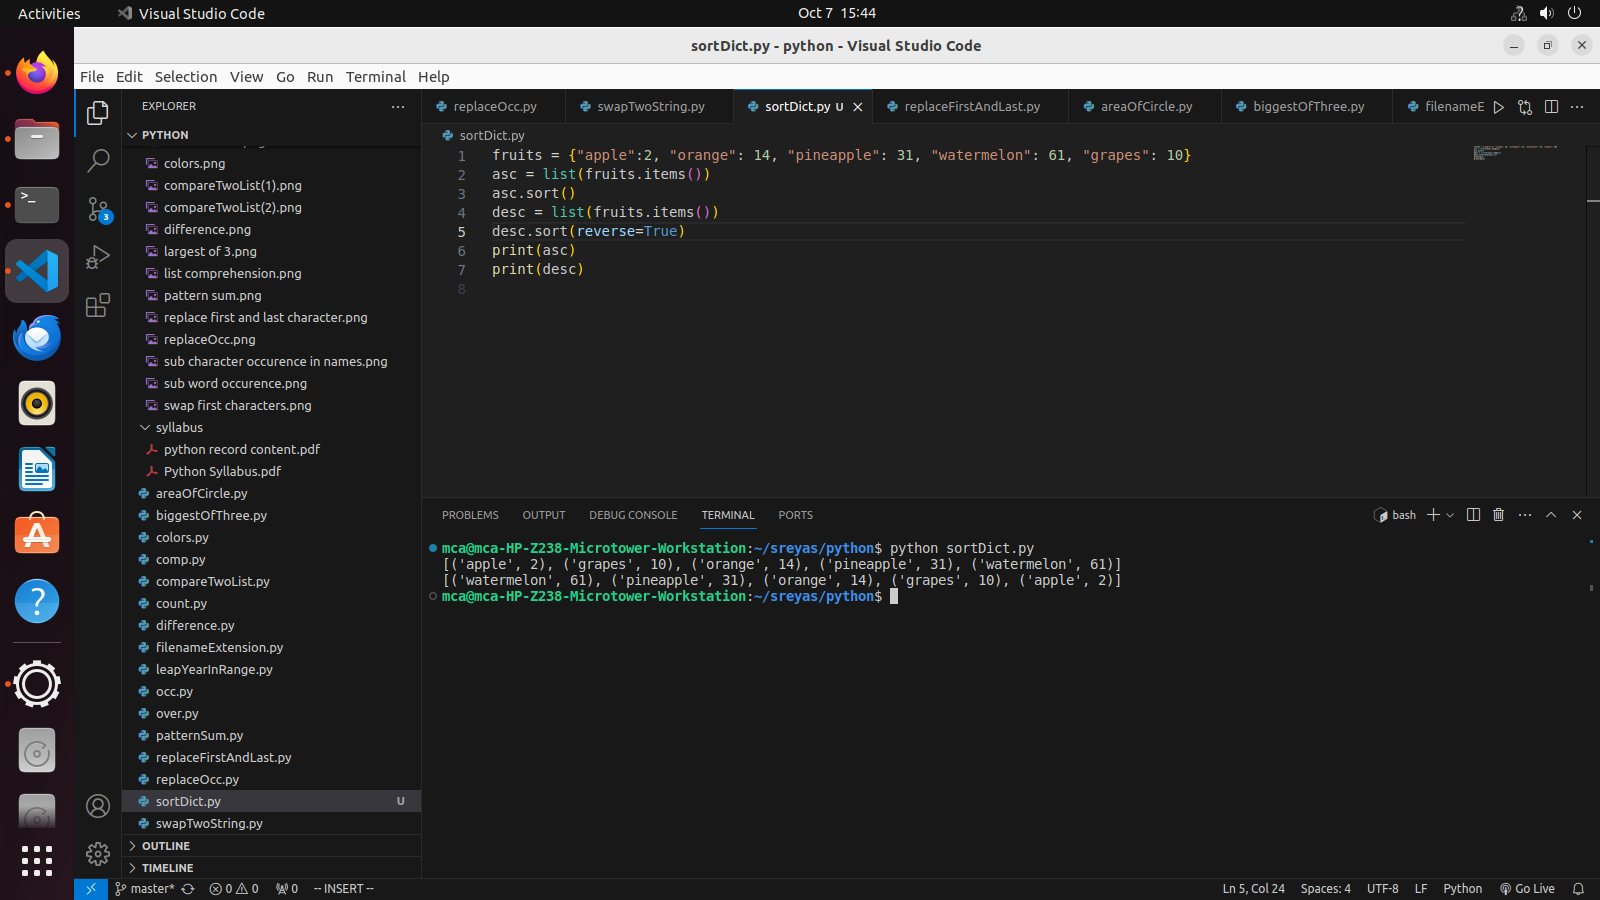 Activities
Visual Studio Code
Oct 7 15:44
sortDict.py - python - Visual Studio Code
File Edit Selection View Go Run Terminal Help
EXPLORER
PYTHON
colors.png
compareTwoList(1).png
compareTwoList(2).png
difference.png
largest of 3.png
list comprehension.png
pattern sum.png
replace first and last character.png
replaceOcc.png
sub character occurence in names.png
sub word occurence.png
swap first characters.png
syllabus
python record content.pdf
Python Syllabus.pdf
areaOfCircle.py
biggestOfThree.py
colors.py
comp.py
compareTwoList.py
count.py
difference.py
filenameExtension.py
leapYearInRange.py
occ.py
over.py
patternSum.py
replaceFirstAndLast.py
replaceOcc.py
sortDict.py U
swapTwoString.py
OUTLINE
TIMELINE
3
replaceOcc.py swapTwoString.py sortDict.py U replaceFirstAndLast.py areaOfCircle.py biggestOfThree.py filenameE
sortDict.py
1 fruits = {"apple":2, "orange": 14, "pineapple": 31, "watermelon": 61, "grapes": 10}
2 asc = list(fruits.items())
3 asc.sort()
4 desc = list(fruits.items())
5 desc.sort(reverse=True)
6 print(asc)
7 print(desc)
8
PROBLEMS OUTPUT DEBUG CONSOLE TERMINAL PORTS
bash
mca@mca-HP-Z238-Microtower-Workstation:~/sreyas/python$ python sortDict.py
[('apple', 2), ('grapes', 10), ('orange', 14), ('pineapple', 31), ('watermelon', 61)]
[('watermelon', 61), ('pineapple', 31), ('orange', 14), ('grapes', 10), ('apple', 2)]
mca@mca-HP-Z238-Microtower-Workstation:~/sreyas/python$
master* 0 0 0 -- INSERT --
Ln 5, Col 24 Spaces: 4 UTF-8 LF Python Go Live